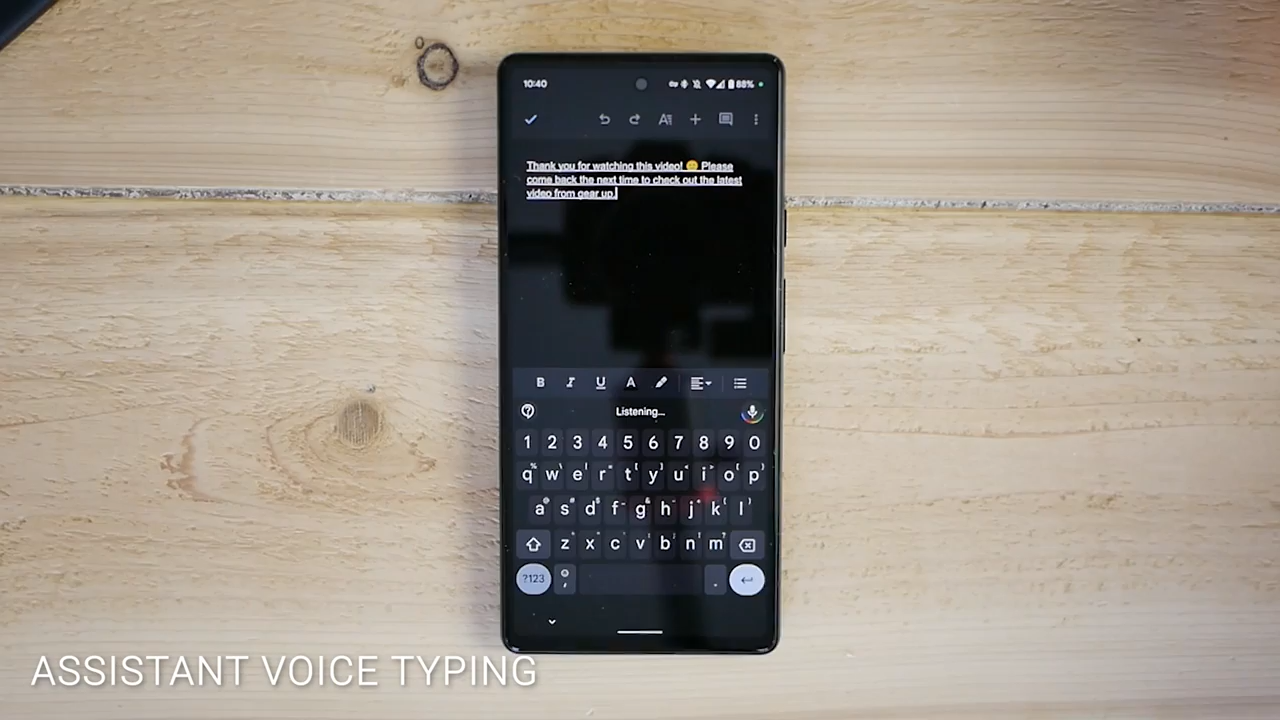 10:40
88%
Thank you for watching this video! 🙂 Please
come back the next time to check out the latest
video from gear up.
B I U A
Listening...
1 2 3 4 5 6 7 8 9 0
q w e r t y u i o p
a s d f g h j k l
z x c v b n m
?123 , .
ASSISTANT VOICE TYPING